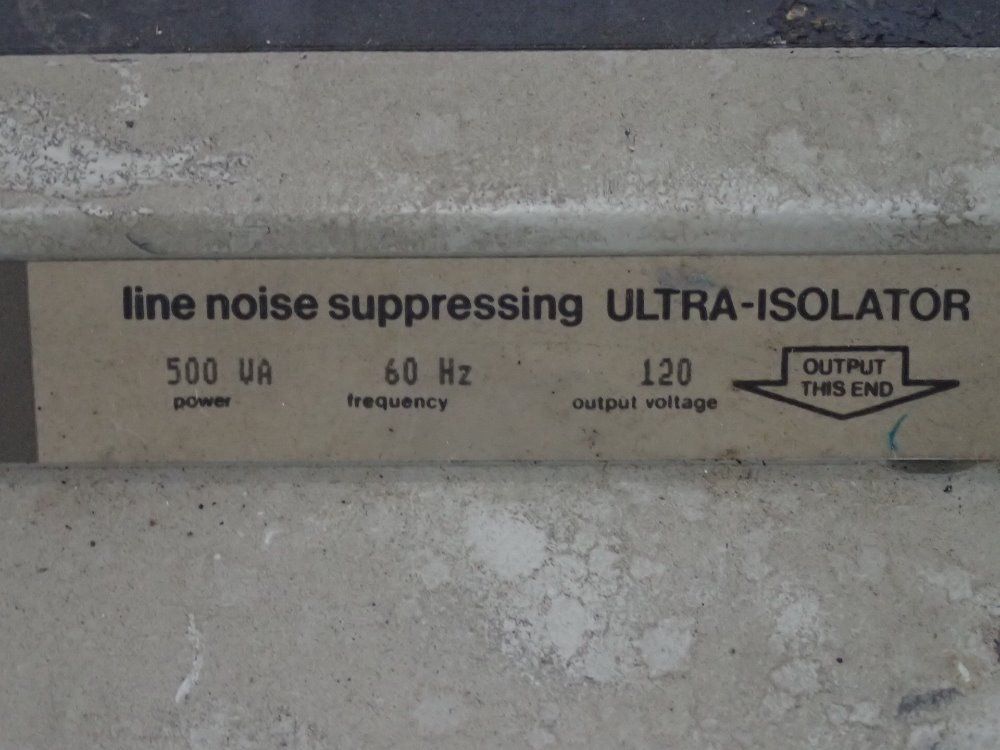 line noise suppressing ULTRA-ISOLATOR
500 VA 60 Hz 120
power frequency output voltage
OUTPUT
THIS END